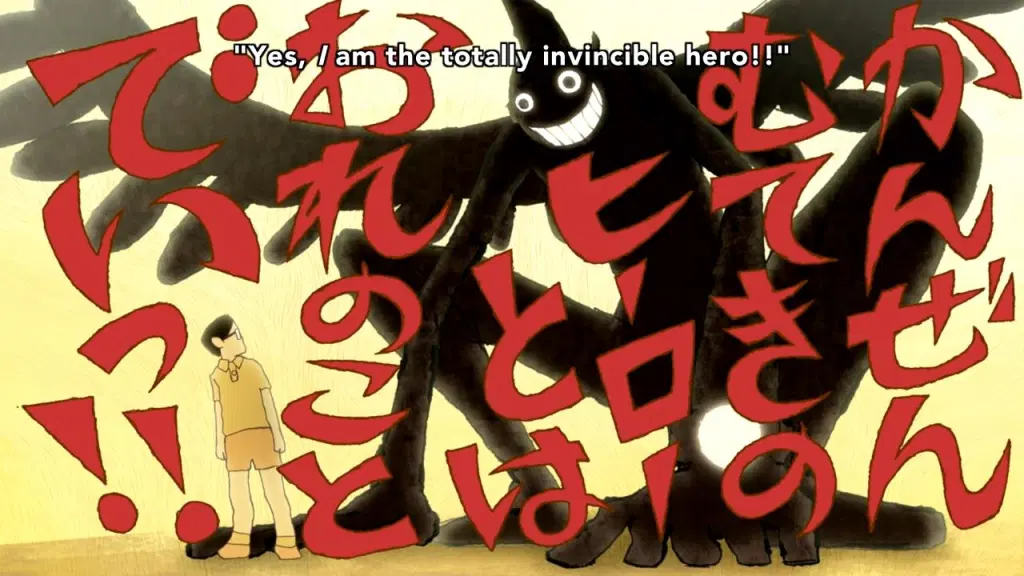 "Yes, I am the totally invincible hero!!"
かんぜん
むてきの
ヒーロー
とは
おれのこと
でいっ!!